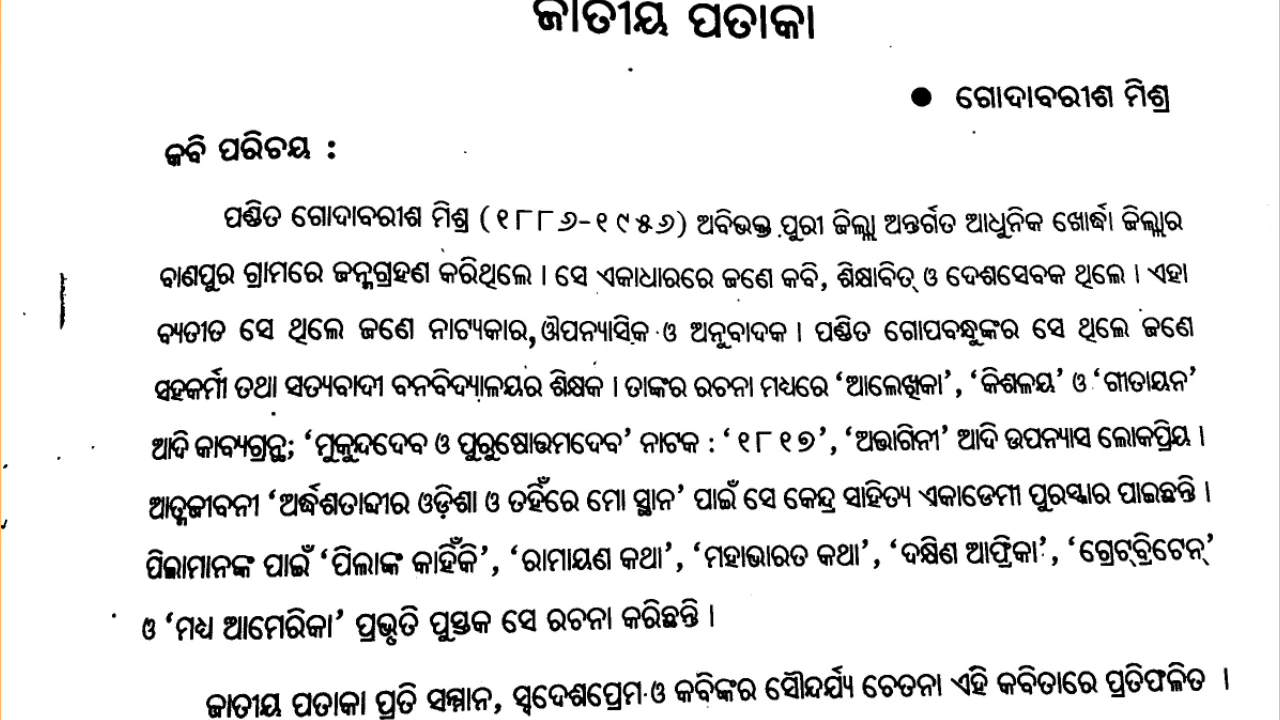 ଜାତୀୟ ପତାକା
● ଗୋଦାବରୀଶ ମିଶ୍ର
କବି ପରିଚୟ :
ପଣ୍ଡିତ ଗୋଦାବରୀଶ ମିଶ୍ର (୧୮୮୬-୧୯୫୬) ଅବିଭକ୍ତ ପୁରୀ ଜିଲ୍ଲା ଅନ୍ତର୍ଗତ ଆଧୁନିକ ଖୋର୍ଦ୍ଧା ଜିଲ୍ଲାର
ବାଣପୁର ଗ୍ରାମରେ ଜନ୍ମଗ୍ରହଣ କରିଥିଲେ । ସେ ଏକାଧାରରେ ଜଣେ କବି, ଶିକ୍ଷାବିତ୍ ଓ ଦେଶସେବକ ଥିଲେ । ଏହା
ବ୍ୟତୀତ ସେ ଥିଲେ ଜଣେ ନାଟ୍ୟକାର, ଔପନ୍ୟାସିକ ଓ ଅନୁବାଦକ । ପଣ୍ଡିତ ଗୋପବନ୍ଧୁଙ୍କର ସେ ଥିଲେ ଜଣେ
ସହକର୍ମୀ ତଥା ସତ୍ୟବାଦୀ ବନବିଦ୍ୟାଳୟର ଶିକ୍ଷକ । ତାଙ୍କର ରଚନା ମଧ୍ୟରେ ‘ଆଲେଖିକା’, ‘କିଶଳୟ’ ଓ ‘ଗୀତାୟନ’
ଆଦି କାବ୍ୟଗ୍ରନ୍ଥ; ‘ମୁକୁନ୍ଦଦେବ ଓ ପୁରୁଷୋତ୍ତମଦେବ’ ନାଟକ : ‘୧୮୧୭’, ‘ଅଭାଗିନୀ’ ଆଦି ଉପନ୍ୟାସ ଲୋକପ୍ରିୟ ।
ଆତ୍ମଜୀବନୀ ‘ଅର୍ଦ୍ଧଶତାବ୍ଦୀର ଓଡ଼ିଶା ଓ ତହିଁରେ ମୋ ସ୍ଥାନ’ ପାଇଁ ସେ କେନ୍ଦ୍ର ସାହିତ୍ୟ ଏକାଡେମୀ ପୁରସ୍କାର ପାଇଛନ୍ତି ।
ପିଲାମାନଙ୍କ ପାଇଁ ‘ପିଲାଙ୍କ କାହିଁକି’, ‘ରାମାୟଣ କଥା’, ‘ମହାଭାରତ କଥା’, ‘ଦକ୍ଷିଣ ଆଫ୍ରିକା’, ‘ଗ୍ରେଟ୍‌ବ୍ରିଟେନ୍’
ଓ ‘ମଧ୍ୟ ଆମେରିକା’ ପ୍ରଭୃତି ପୁସ୍ତକ ସେ ରଚନା କରିଛନ୍ତି ।
ଜାତୀୟ ପତାକା ପ୍ରତି ସମ୍ମାନ, ସ୍ୱଦେଶପ୍ରେମ ଓ କବିଙ୍କର ସୌନ୍ଦର୍ଯ୍ୟ ଚେତନା ଏହି କବିତାରେ ପ୍ରତିଫଳିତ ।